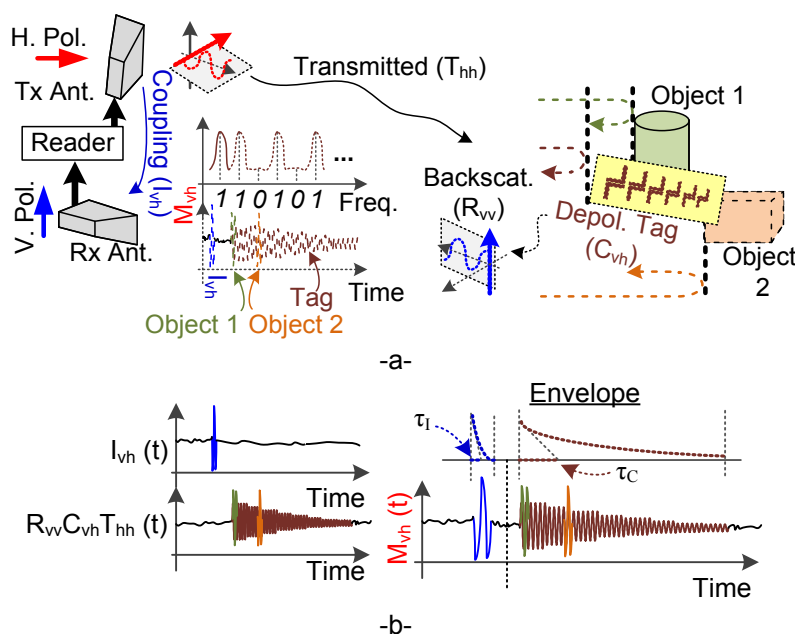 H. Pol.
Tx Ant.
Coupling (Ivh)
Transmitted (Thh)
Object 1
Reader
Mvh
...
1 1 0 1 0 1
Freq.
V. Pol.
Rx Ant.
Ivh
Tag
Time
Object 1 Object 2
Backscat.
(Rvv)
Depol. Tag
(Cvh)
Object
2
-a-
Envelope
τI
τC
Ivh (t)
Time
RvvCvhThh (t)
Time
Mvh (t)
Time
-b-